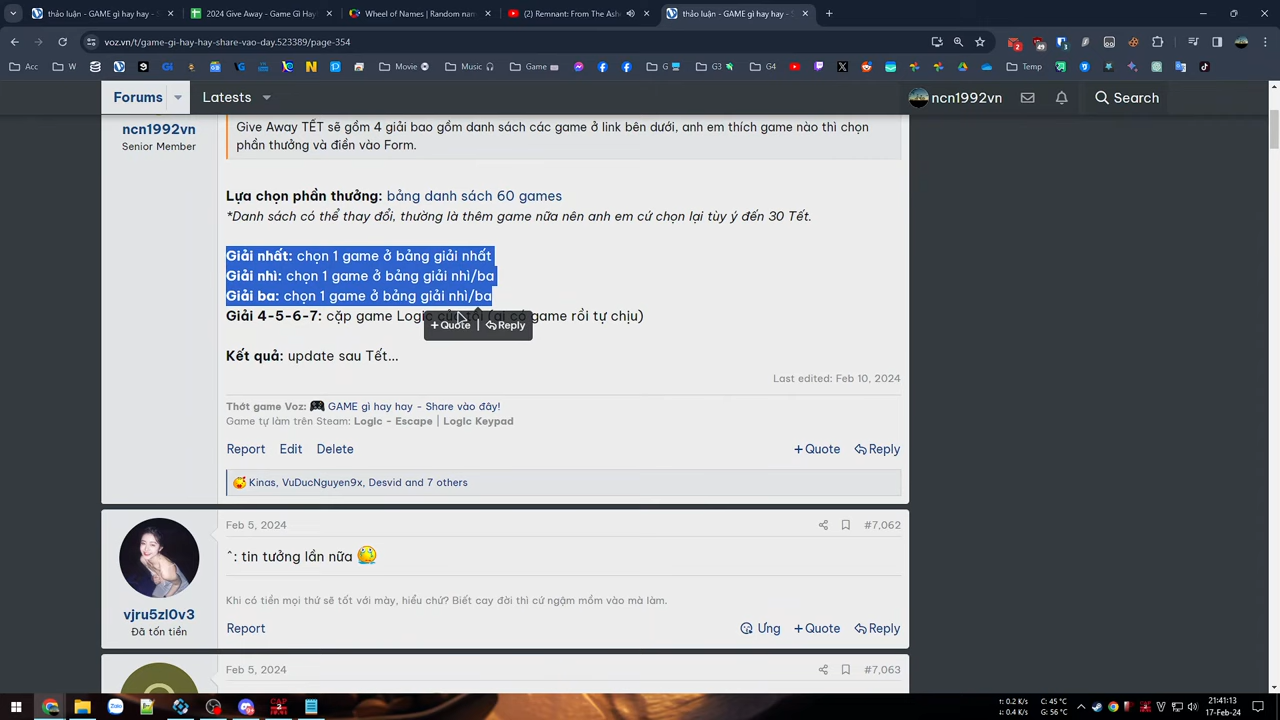 thảo luận - GAME gì hay hay - S
2024 Give Away - Game Gì Hay
Wheel of Names | Random nam
(2) Remnant: From The Ash
thảo luận - GAME gì hay hay - S
voz.vn/t/game-gi-hay-hay-share-vao-day.523389/page-354
Acc
W
Movie
Music
Game
G
G3
G4
Temp
Forums
Latests
ncn1992vn
Search
ncn1992vn
Senior Member
Give Away TẾT sẽ gồm 4 giải bao gồm danh sách các game ở link bên dưới, anh em thích game nào thì chọn
phần thưởng và điền vào Form.
Lựa chọn phần thưởng: bảng danh sách 60 games
*Danh sách có thể thay đổi, thường là thêm game nữa nên anh em cứ chọn lại tùy ý đến 30 Tết.
Giải nhất: chọn 1 game ở bảng giải nhất
Giải nhì: chọn 1 game ở bảng giải nhì/ba
Giải ba: chọn 1 game ở bảng giải nhì/ba
Giải 4-5-6-7: cặp game Logic của tôi (ai có game rồi tự chịu)
+ Quote | Reply
Kết quả: update sau Tết...
Last edited: Feb 10, 2024
Thớt game Voz: GAME gì hay hay - Share vào đây!
Game tự làm trên Steam: Logic - Escape | Logic Keypad
Report Edit Delete
+ Quote Reply
Kinas, VuDucNguyen9x, Desvid and 7 others
Feb 5, 2024
#7,062
^: tin tưởng lần nữa
Khi có tiền mọi thứ sẽ tốt với mày, hiểu chứ? Biết cay đời thì cứ ngậm mồm vào mà làm.
vjru5zl0v3
Đã tốn tiền
Report
Ưng + Quote Reply
Feb 5, 2024
#7,063
↑: 0.2 K/s
↓: 0.4 K/s
C: 45 °C
G: 56 °C
21:41:13
17-Feb-24